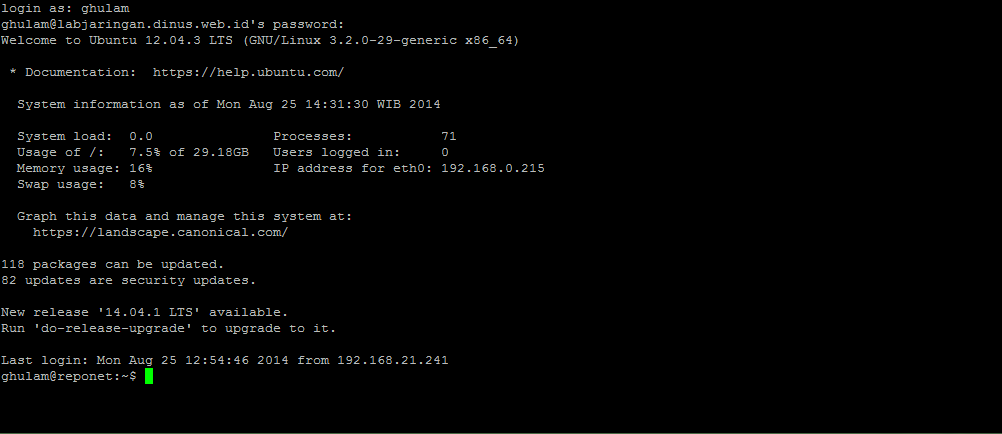 login as: ghulam
ghulam@labjaringan.dinus.web.id's password:
Welcome to Ubuntu 12.04.3 LTS (GNU/Linux 3.2.0-29-generic x86_64)
* Documentation:  https://help.ubuntu.com/
System information as of Mon Aug 25 14:31:30 WIB 2014
System load:  0.0               Processes:           71
Usage of /:   7.5% of 29.18GB   Users logged in:     0
Memory usage: 16%               IP address for eth0: 192.168.0.215
Swap usage:   8%
Graph this data and manage this system at:
https://landscape.canonical.com/
118 packages can be updated.
82 updates are security updates.
New release '14.04.1 LTS' available.
Run 'do-release-upgrade' to upgrade to it.
Last login: Mon Aug 25 12:54:46 2014 from 192.168.21.241
ghulam@reponet:~$